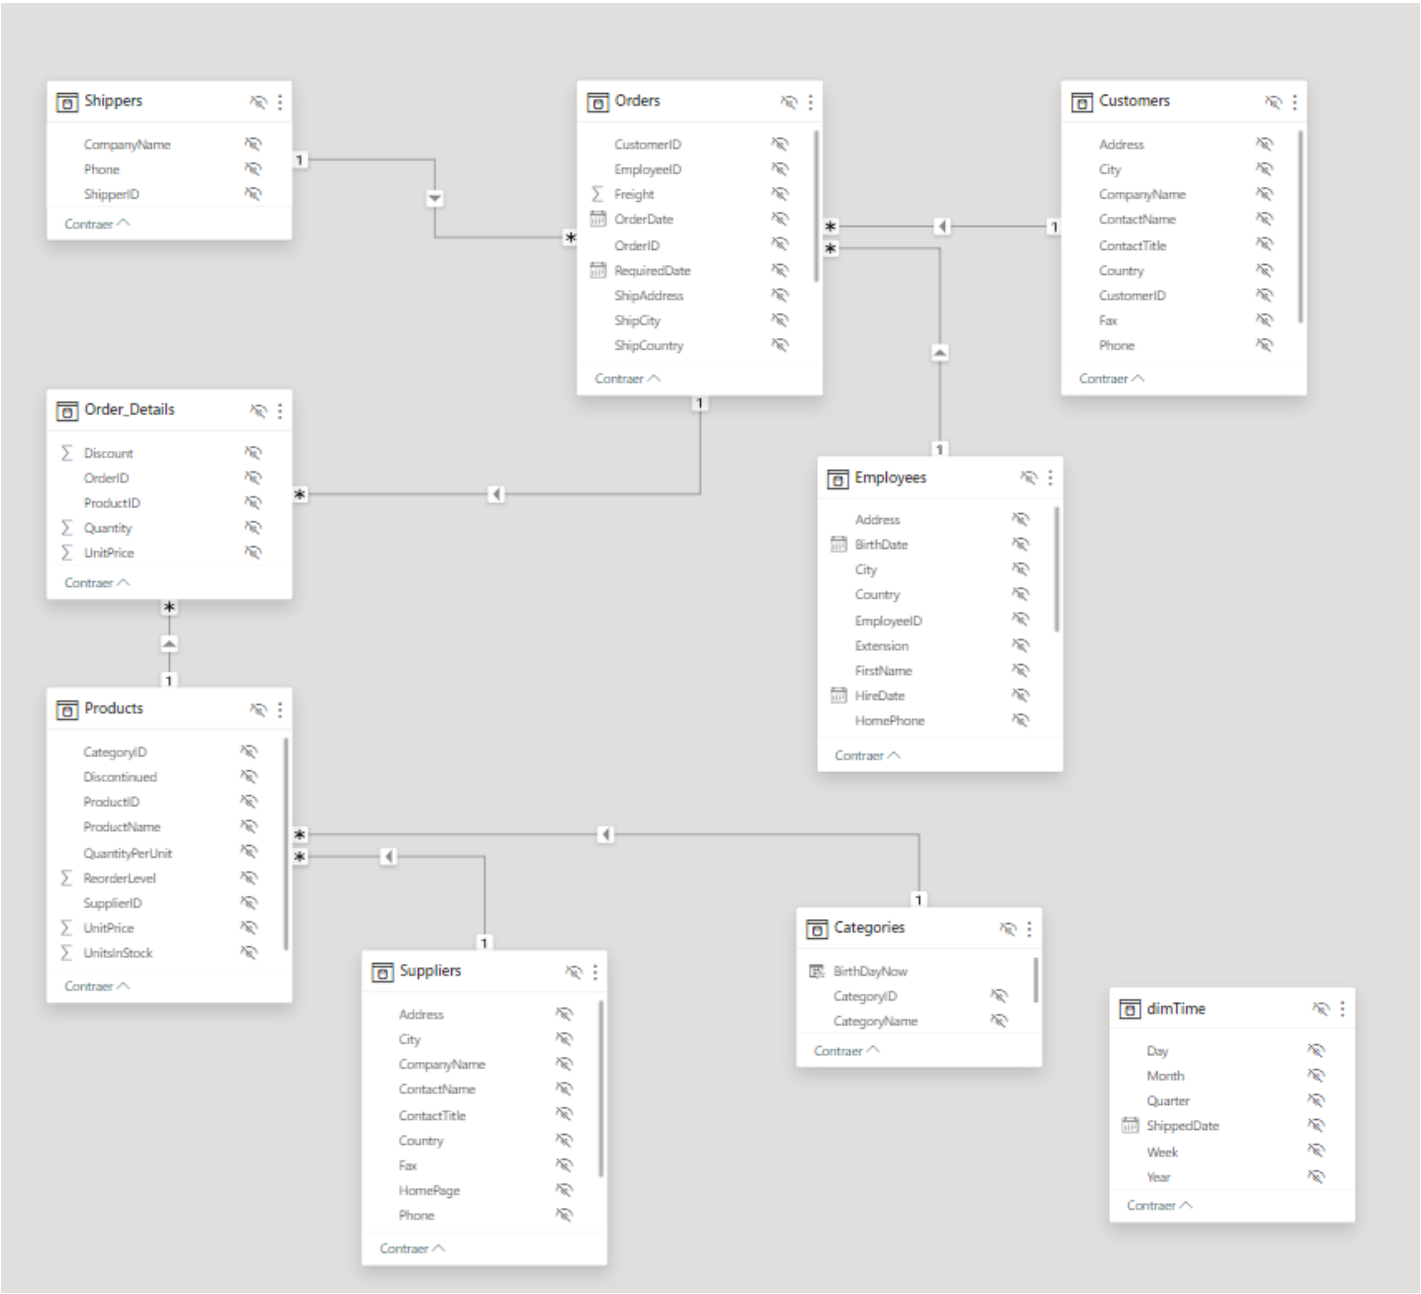 Shippers
CompanyName
Phone
ShipperID
Contraer
1
*
Orders
CustomerID
EmployeeID
Freight
OrderDate
OrderID
RequiredDate
ShipAddress
ShipCity
ShipCountry
Contraer
1
*
*
1
Customers
Address
City
CompanyName
ContactName
ContactTitle
Country
CustomerID
Fax
Phone
Contraer
Order_Details
Discount
OrderID
ProductID
Quantity
UnitPrice
Contraer
*
*
1
1
Employees
Address
BirthDate
City
Country
EmployeeID
Extension
FirstName
HireDate
HomePhone
Contraer
Products
CategoryID
Discontinued
ProductID
ProductName
QuantityPerUnit
ReorderLevel
SupplierID
UnitPrice
UnitsInStock
Contraer
*
*
1
Suppliers
Address
City
CompanyName
ContactName
ContactTitle
Country
Fax
HomePage
Phone
Contraer
1
Categories
BirthDayNow
CategoryID
CategoryName
Contraer
dimTime
Day
Month
Quarter
ShippedDate
Week
Year
Contraer